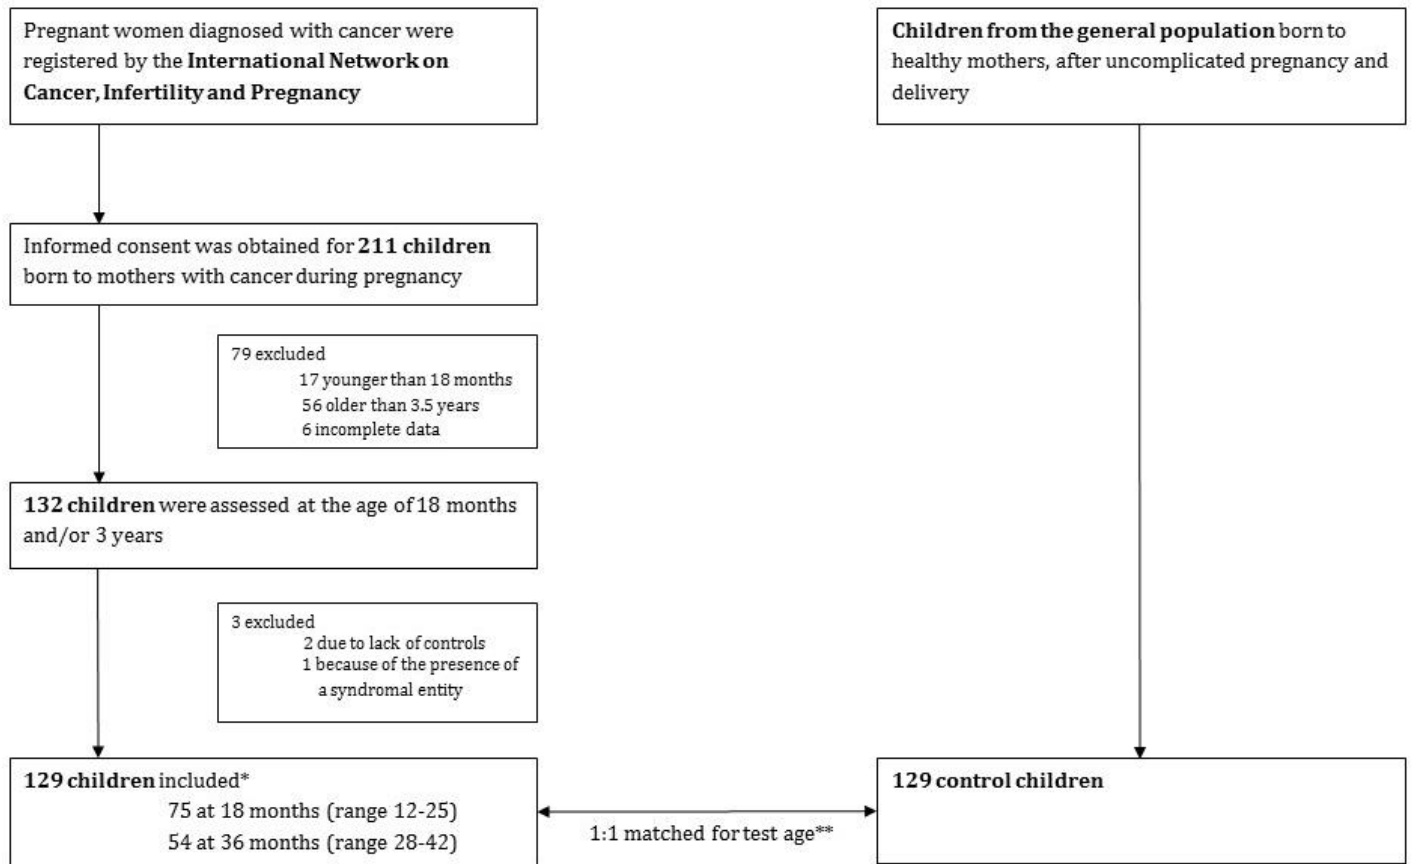 Pregnant women diagnosed with cancer were
registered by the International Network on
Cancer, Infertility and Pregnancy
Children from the general population born to
healthy mothers, after uncomplicated pregnancy and
delivery
Informed consent was obtained for 211 children
born to mothers with cancer during pregnancy
79 excluded
17 younger than 18 months
56 older than 3.5 years
6 incomplete data
132 children were assessed at the age of 18 months
and/or 3 years
3 excluded
2 due to lack of controls
1 because of the presence of
a syndromal entity
129 children included*
75 at 18 months (range 12-25)
54 at 36 months (range 28-42)
1:1 matched for test age**
129 control children